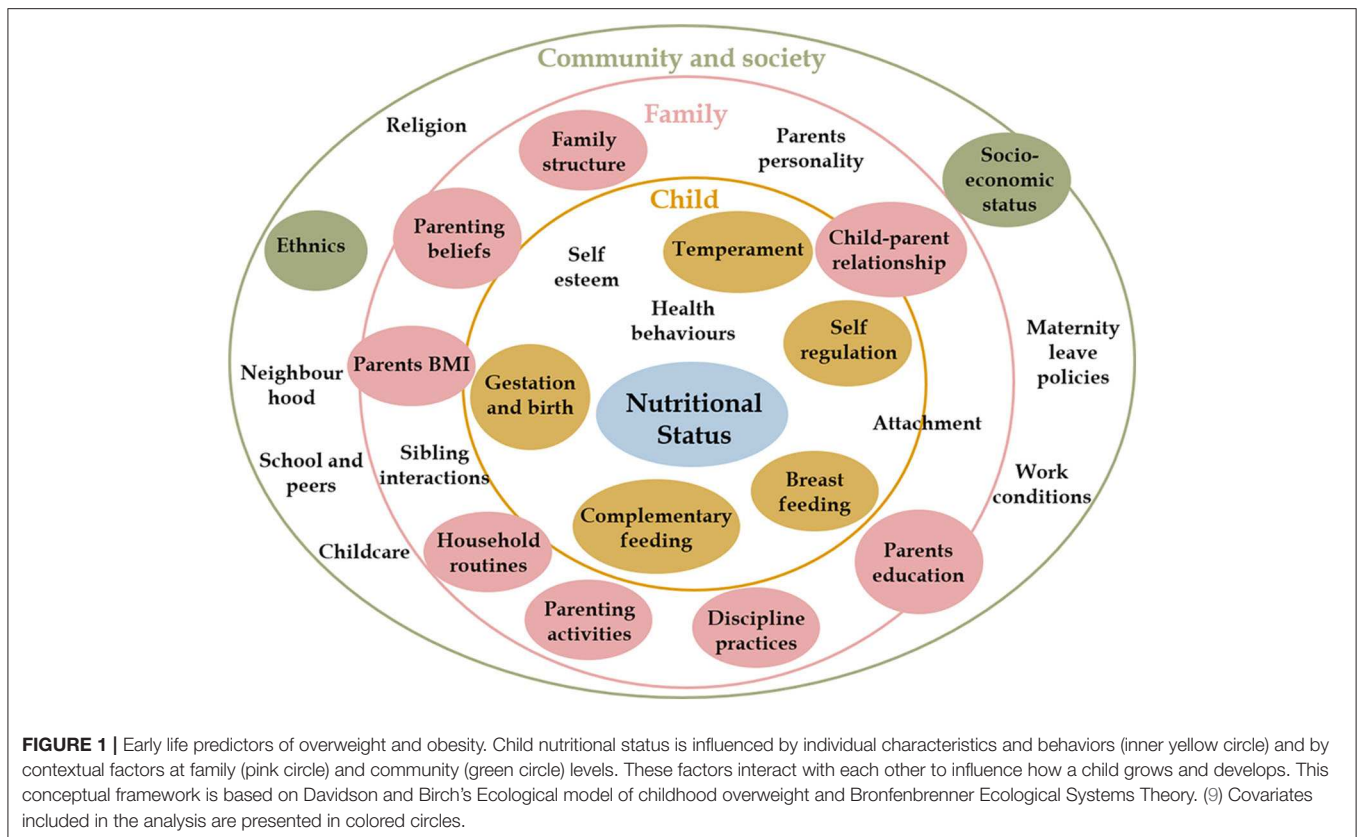 Community and society
Family
Religion
Family
structure
Parents
personality
Socio-
economic
status
Child
Parenting
beliefs
Ethnics
Self
esteem
Temperament
Child-parent
relationship
Health
behaviours
Self
regulation
Maternity
leave
policies
Neighbour
hood
Parents BMI
Gestation
and birth
Nutritional
Status
Attachment
School and
peers
Sibling
interactions
Breast
feeding
Work
conditions
Complementary
feeding
Childcare
Household
routines
Parents
education
Parenting
activities
Discipline
practices
FIGURE 1 | Early life predictors of overweight and obesity. Child nutritional status is influenced by individual characteristics and behaviors (inner yellow circle) and by
contextual factors at family (pink circle) and community (green circle) levels. These factors interact with each other to influence how a child grows and develops. This
conceptual framework is based on Davidson and Birch's Ecological model of childhood overweight and Bronfenbrenner Ecological Systems Theory. (9) Covariates
included in the analysis are presented in colored circles.